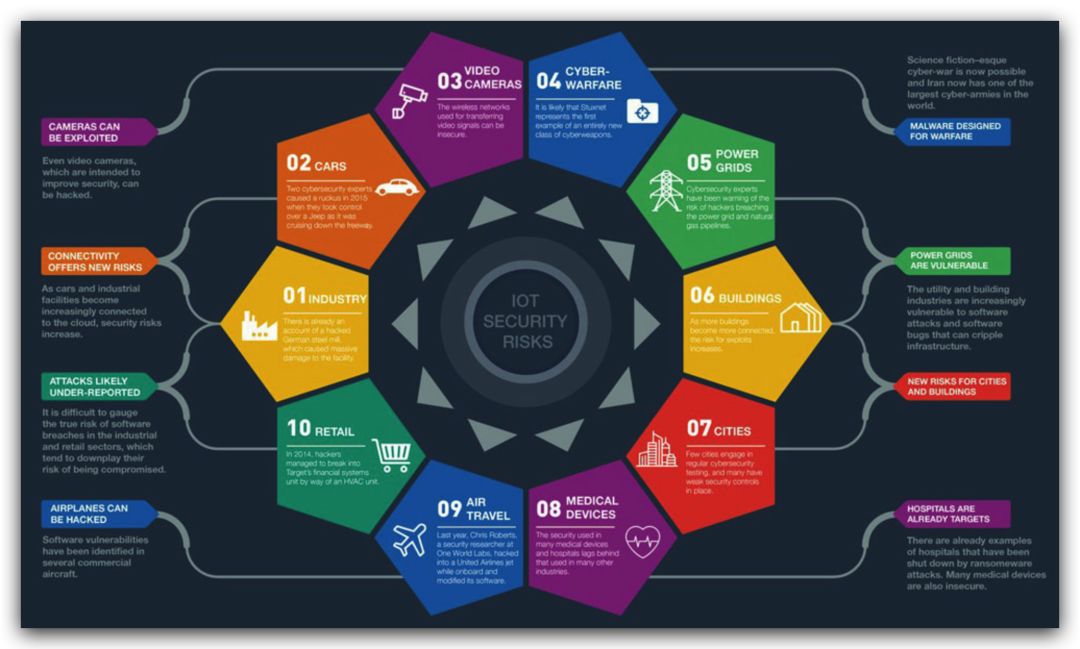 IOT
SECURITY
RISKS
01 INDUSTRY
There is already an
account of a hacked
German steel mill,
which caused massive
damage to the facility.
02 CARS
Two cybersecurity experts
caused a ruckus in 2015
when they took control
over a Jeep as it was
cruising down the freeway.
03 VIDEO
CAMERAS
The wireless networks
used for transferring
video signals can be
insecure.
04 CYBER-
WARFARE
It is likely that Stuxnet
represents the first
example of an entirely new
class of cyberweapons.
05 POWER
GRIDS
Cybersecurity experts
have been warning of the
risk of hackers breaching
the power grid and natural
gas pipelines.
06 BUILDINGS
As more buildings
become more connected,
the risk for exploits
increases.
07 CITIES
Few cities engage in
regular cybersecurity
testing, and many have
weak security controls
in place.
08 MEDICAL
DEVICES
The security used in
many medical devices
and hospitals lags behind
that used in many other
industries.
09 AIR
TRAVEL
Last year, Chris Roberts,
a security researcher at
One World Labs, hacked
into a United Airlines jet
while onboard and
modified its software.
10 RETAIL
In 2014, hackers
managed to break into
Target's financial systems
unit by way of an HVAC unit.
CAMERAS CAN
BE EXPLOITED
Even video cameras,
which are intended to
improve security, can
be hacked.
CONNECTIVITY
OFFERS NEW RISKS
As cars and industrial
facilities become
increasingly connected
to the cloud, security risks
increase.
ATTACKS LIKELY
UNDER-REPORTED
It is difficult to gauge
the true risk of software
breaches in the industrial
and retail sectors, which
tend to downplay their
risk of being compromised.
AIRPLANES CAN
BE HACKED
Software vulnerabilities
have been identified in
several commercial
aircraft.
Science fiction–esque
cyber-war is now possible
and Iran now has one of the
largest cyber-armies in the
world.
MALWARE DESIGNED
FOR WARFARE
POWER GRIDS
ARE VULNERABLE
The utility and building
industries are increasingly
vulnerable to software
attacks and software
bugs that can cripple
infrastructure.
NEW RISKS FOR CITIES
AND BUILDINGS
HOSPITALS ARE
ALREADY TARGETS
There are already examples
of hospitals that have been
shut down by ransomeware
attacks. Many medical devices
are also insecure.